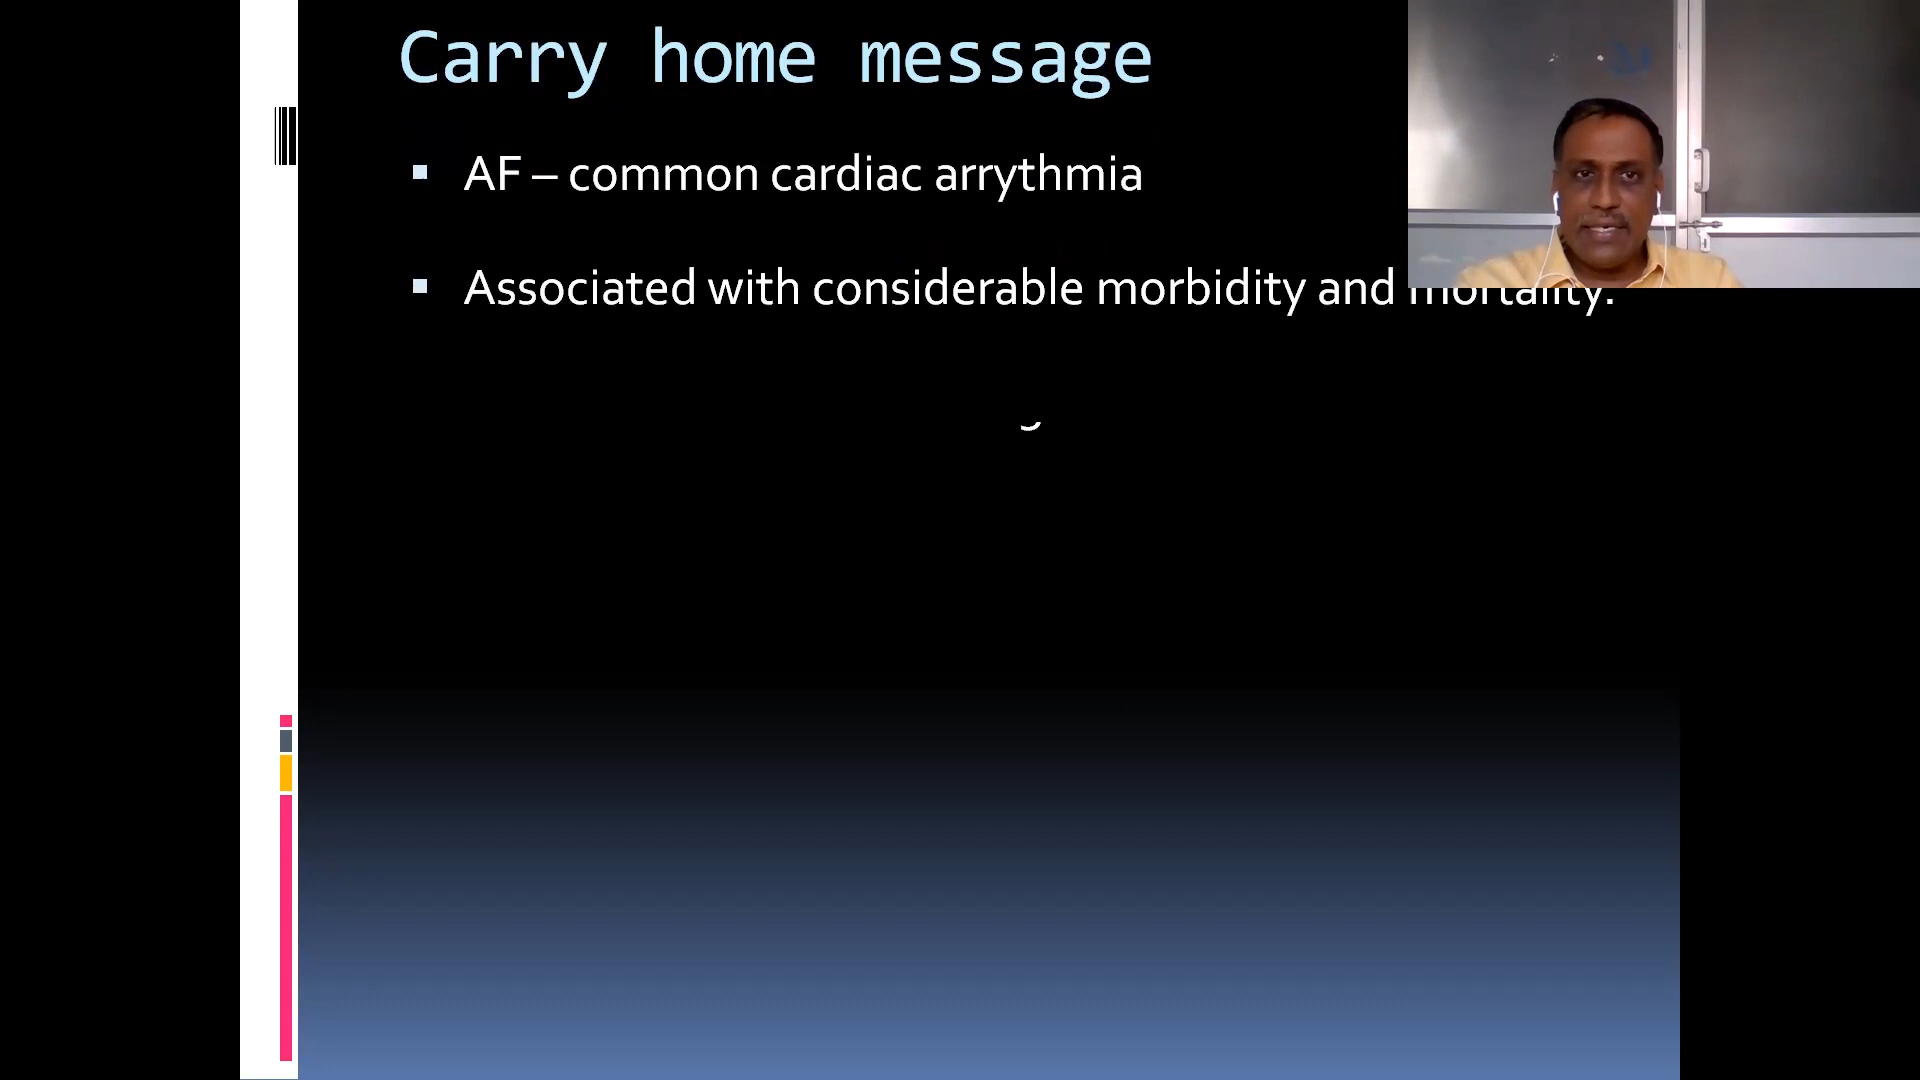 Carry home message
AF – common cardiac arrythmia
Associated with considerable morbidity and mortality.